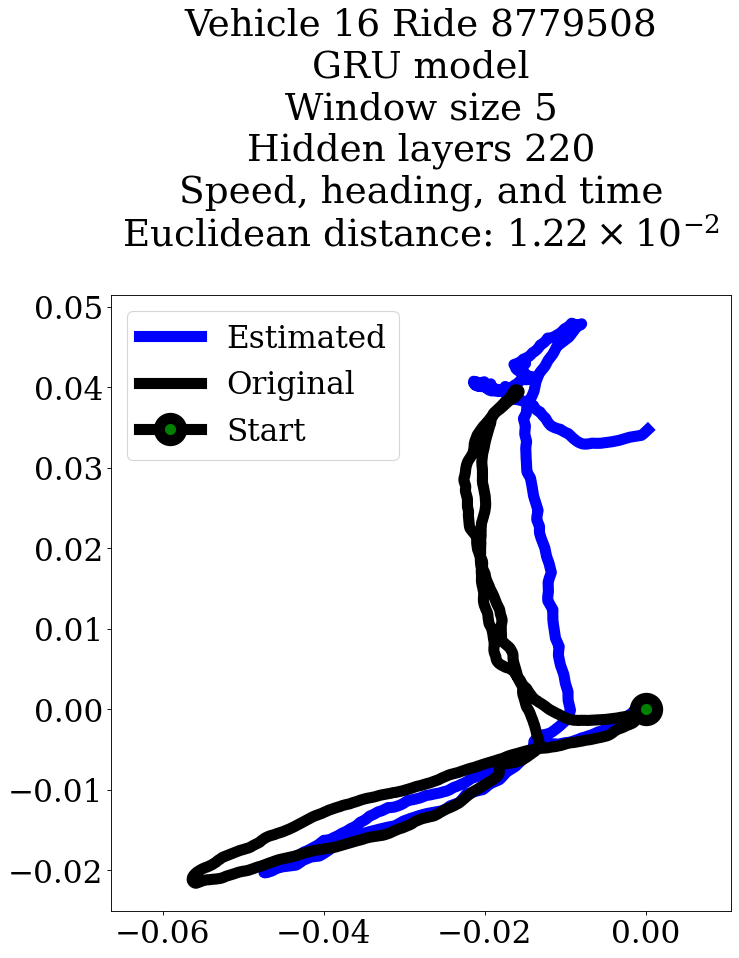 Vehicle 16 Ride 8779508
GRU model
Window size 5
Hidden layers 220
Speed, heading, and time
Euclidean distance: 1.22 × 10⁻²
0.05
0.04
0.03
0.02
0.01
0.00
−0.01
−0.02
Estimated
Original
Start
−0.06
−0.04
−0.02
0.00